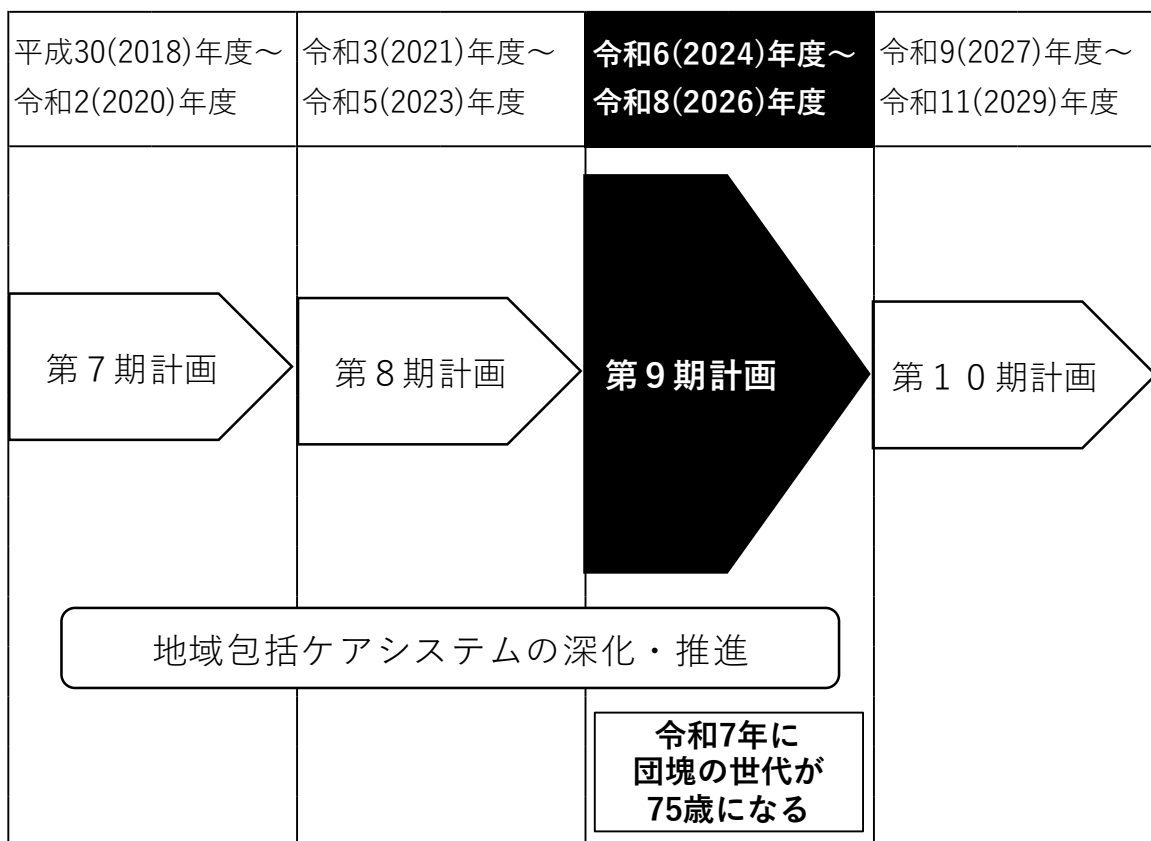 平成30(2018)年度～
令和2(2020)年度
令和3(2021)年度～
令和5(2023)年度
令和6(2024)年度～
令和8(2026)年度
令和9(2027)年度～
令和11(2029)年度
第７期計画
第８期計画
第９期計画
第１０期計画
地域包括ケアシステムの深化・推進
令和7年に
団塊の世代が
75歳になる